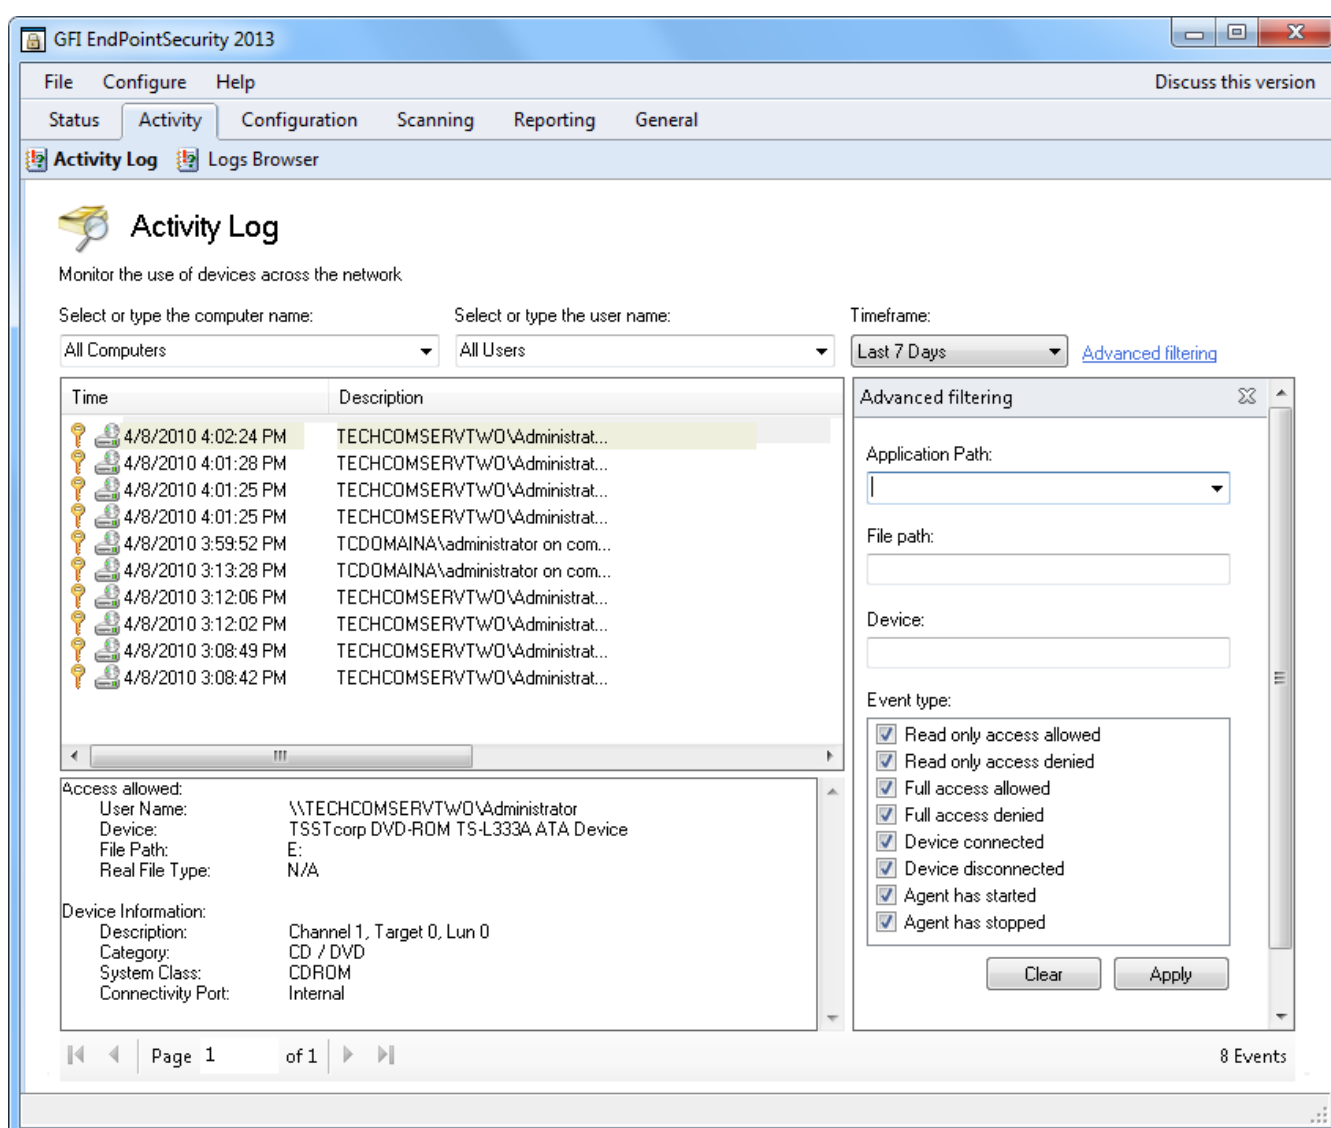 GFI EndPointSecurity 2013
File Configure Help Discuss this version
Status Activity Configuration Scanning Reporting General
Activity Log Logs Browser
Activity Log
Monitor the use of devices across the network
Select or type the computer name: Select or type the user name: Timeframe:
All Computers All Users Last 7 Days Advanced filtering
Time Description
4/8/2010 4:02:24 PM TECHCOMSERVTWO\Administrat...
4/8/2010 4:01:28 PM TECHCOMSERVTWO\Administrat...
4/8/2010 4:01:25 PM TECHCOMSERVTWO\Administrat...
4/8/2010 4:01:25 PM TECHCOMSERVTWO\Administrat...
4/8/2010 3:59:52 PM TCDOMAINA\administrator on com...
4/8/2010 3:13:28 PM TCDOMAINA\administrator on com...
4/8/2010 3:12:06 PM TECHCOMSERVTWO\Administrat...
4/8/2010 3:12:02 PM TECHCOMSERVTWO\Administrat...
4/8/2010 3:08:49 PM TECHCOMSERVTWO\Administrat...
4/8/2010 3:08:42 PM TECHCOMSERVTWO\Administrat...
Access allowed:
User Name: \\TECHCOMSERVTWO\Administrator
Device: TSSTcorp DVD-ROM TS-L333A ATA Device
File Path: E:
Real File Type: N/A
Device Information:
Description: Channel 1, Target 0, Lun 0
Category: CD / DVD
System Class: CDROM
Connectivity Port: Internal
Advanced filtering
Application Path:
File path:
Device:
Event type:
Read only access allowed
Read only access denied
Full access allowed
Full access denied
Device connected
Device disconnected
Agent has started
Agent has stopped
Clear Apply
Page 1 of 1 8 Events